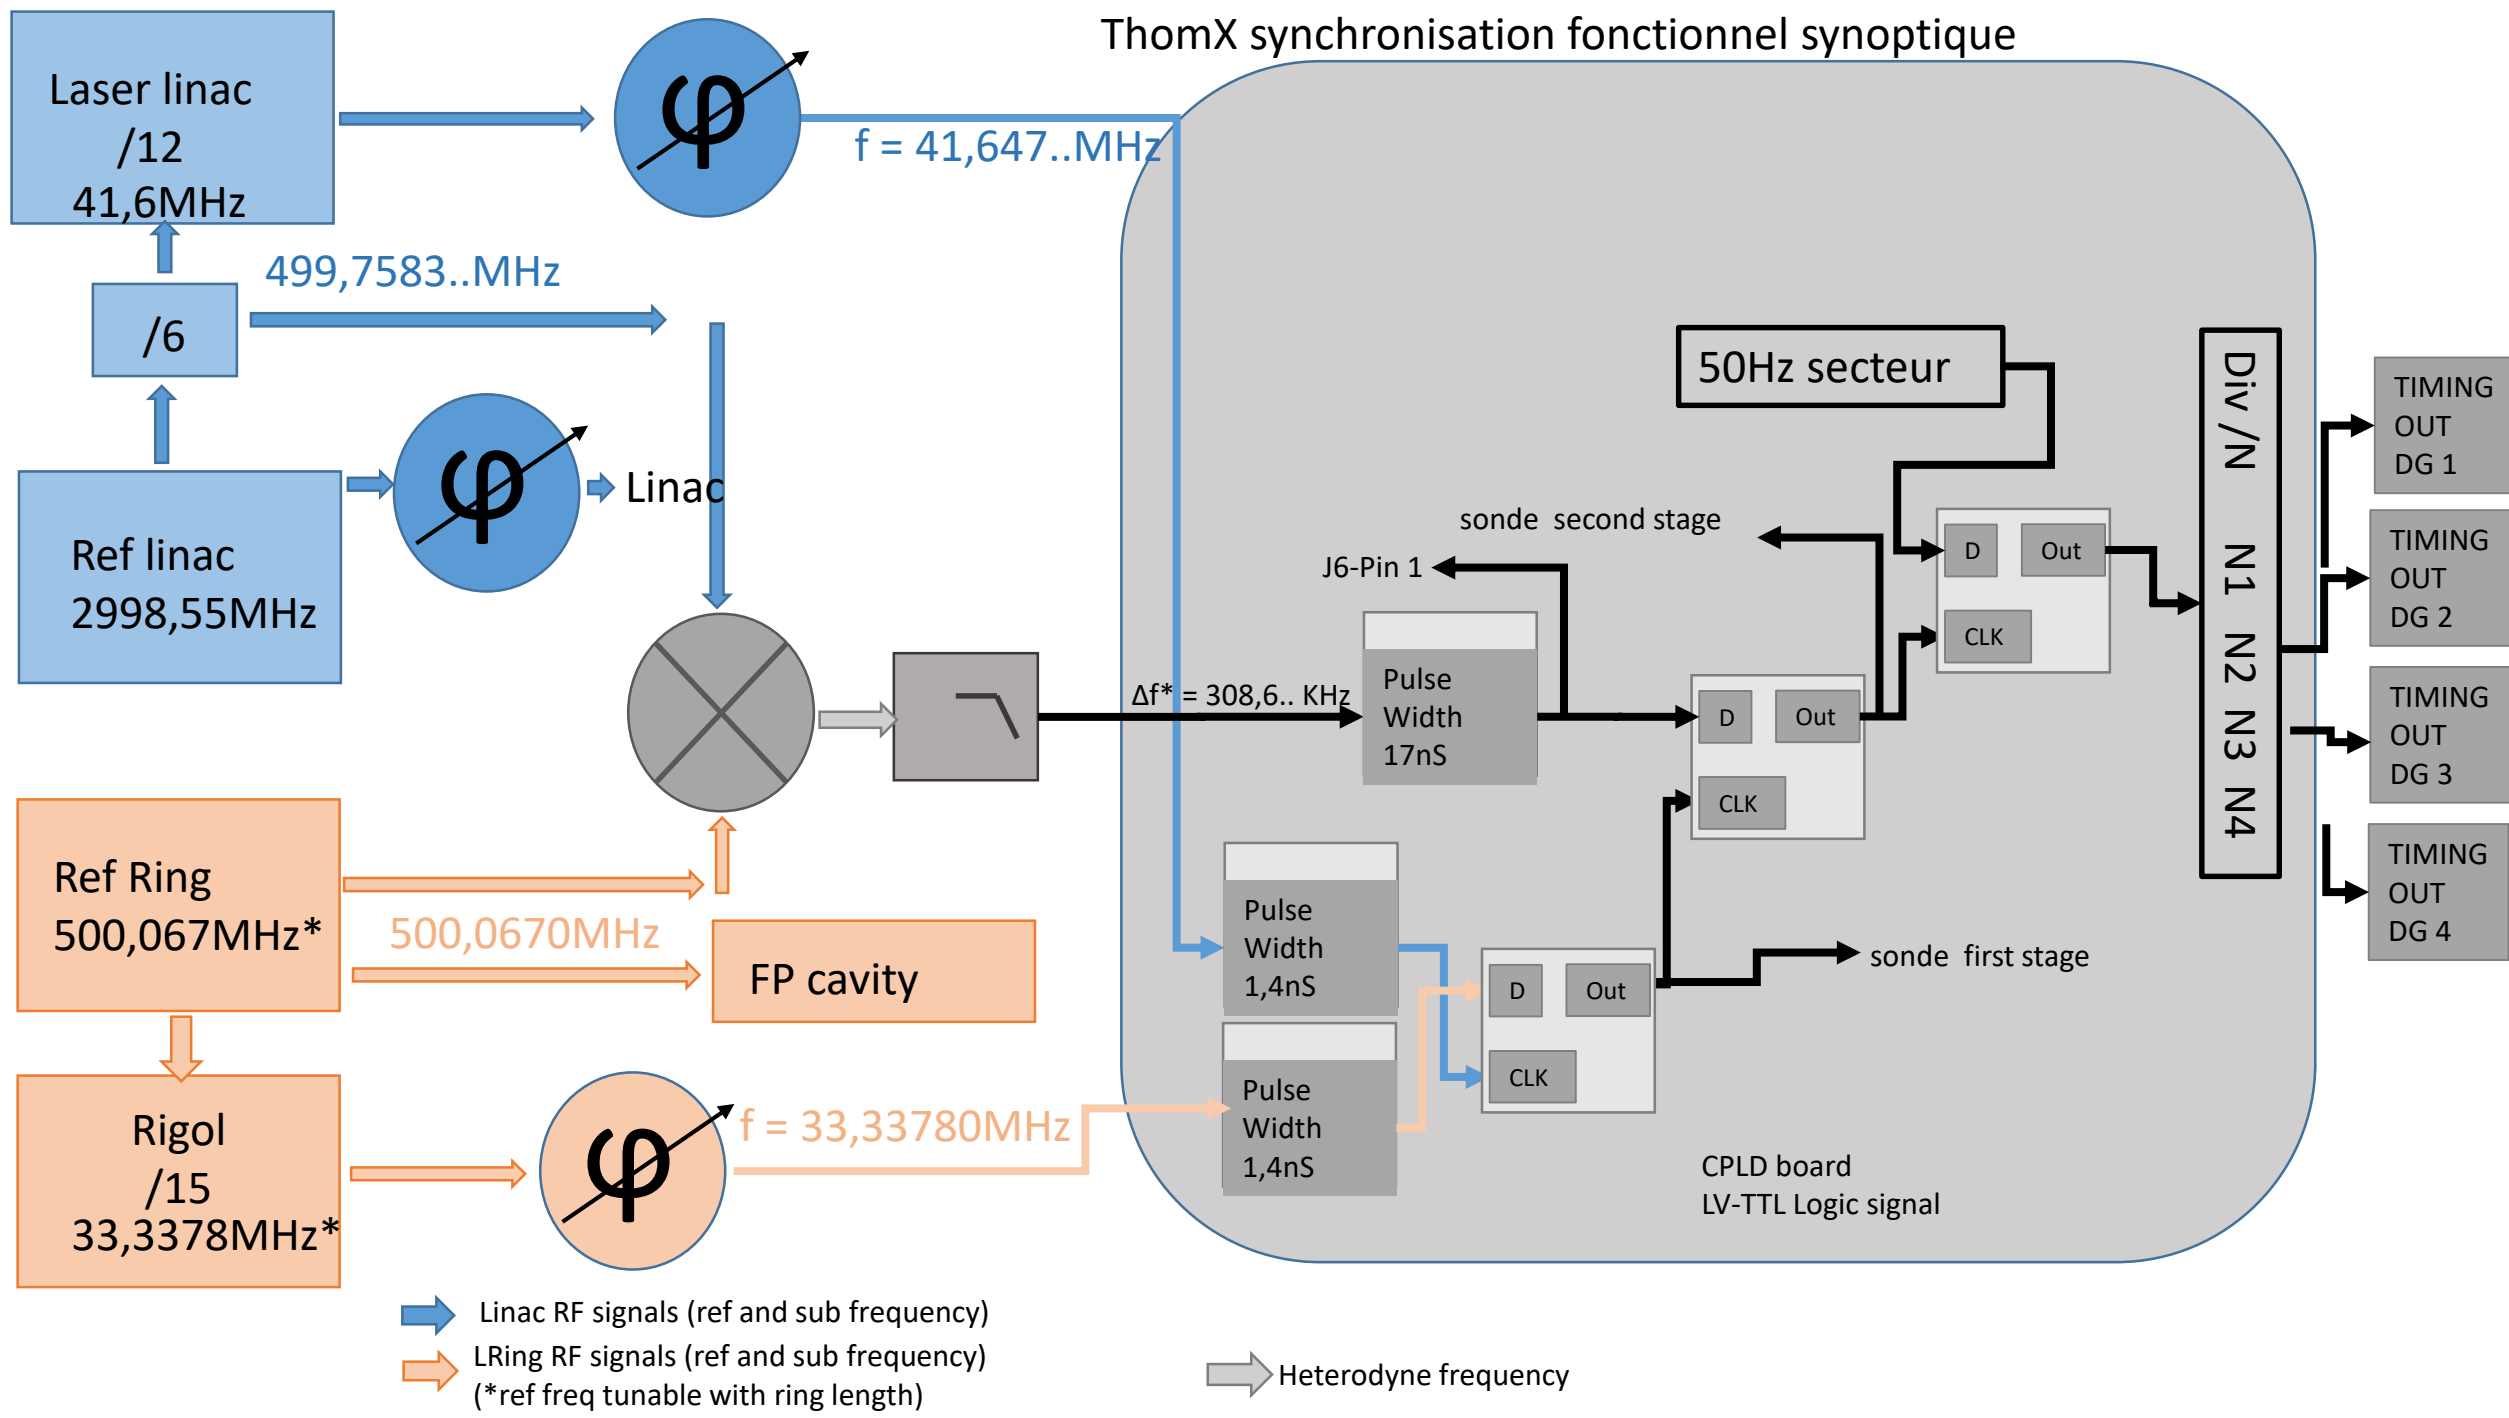 ThomX synchronisation fonctionnel synoptique
Laser linac
/12
41,6MHz
φ
f = 41,647..MHz
499,7583..MHz
/6
φ
Linac
Ref linac
2998,55MHz
Ref Ring
500,067MHz*
500,0670MHz
FP cavity
Rigol
/15
33,3378MHz*
φ
f = 33,33780MHz
Δf* = 308,6.. KHz
Pulse
Width
17nS
J6-Pin 1
sonde  second stage
50Hz secteur
D
Out
CLK
D
Out
CLK
Pulse
Width
1,4nS
Pulse
Width
1,4nS
D
Out
CLK
sonde  first stage
CPLD board
LV-TTL Logic signal
Div /N  N1 N2 N3 N4
TIMING
OUT
DG 1
TIMING
OUT
DG 2
TIMING
OUT
DG 3
TIMING
OUT
DG 4
Linac RF signals (ref and sub frequency)
LRing RF signals (ref and sub frequency)
(*ref freq tunable with ring length)
Heterodyne frequency